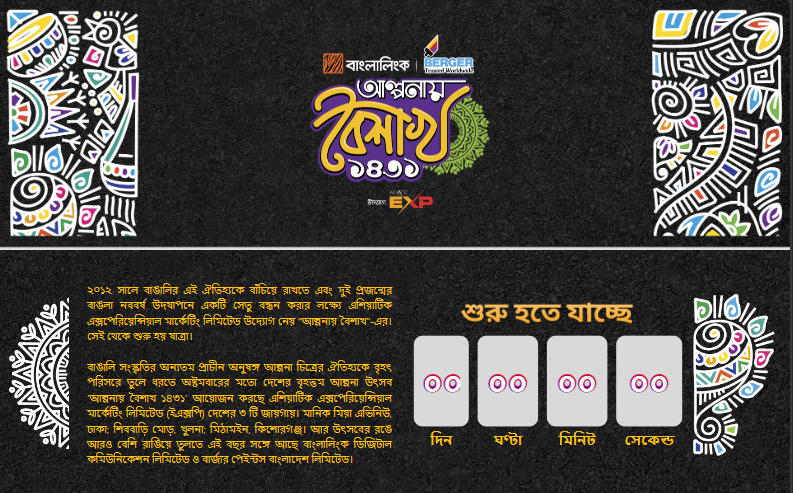 বাংলালিংক
BERGER
Trusted Worldwide
আল্পনায়
বৈশাখ
১৪৩১
উদ্যোগে EXP
২০১২ সালে বাঙালির এই ঐতিহ্যকে বাঁচিয়ে রাখতে এবং দুই প্রজন্মের
বাঙলা নববর্ষ উদযাপনে একটি সেতু বন্ধন করার লক্ষ্যে এশিয়াটিক
এক্সপেরিয়েন্সিয়াল মার্কেটিং লিমিটেড উদ্যোগ নেয় "আল্পনায় বৈশাখ"-এর।
সেই থেকে শুরু হয় যাত্রা।
বাঙালি সংস্কৃতির অন্যতম প্রাচীন অনুষঙ্গ আল্পনা চিত্রের ঐতিহ্যকে বৃহৎ
পরিসরে তুলে ধরতে অষ্টমবারের মতো দেশের বৃহত্তম আল্পনা উৎসব
'আল্পনায় বৈশাখ ১৪৩১' আয়োজন করছে এশিয়াটিক এক্সপেরিয়েন্সিয়াল
মার্কেটিং লিমিটেড (ইএক্সপি) দেশের ৩ টি জায়গায়। মানিক মিয়া এভিনিউ,
ঢাকা; শিববাড়ি মোড়, খুলনা; মিঠামইন, কিশোরগঞ্জ। আর উৎসবের রঙে
আরও বেশি রাঙিয়ে তুলতে এই বছর সঙ্গে আছে বাংলালিংক ডিজিটাল
কমিউনিকেশন লিমিটেড ও বার্জার পেইন্টস বাংলাদেশ লিমিটেড।
শুরু হতে যাচ্ছে
০০ ০০ ০০ ০০
দিন ঘণ্টা মিনিট সেকেন্ড